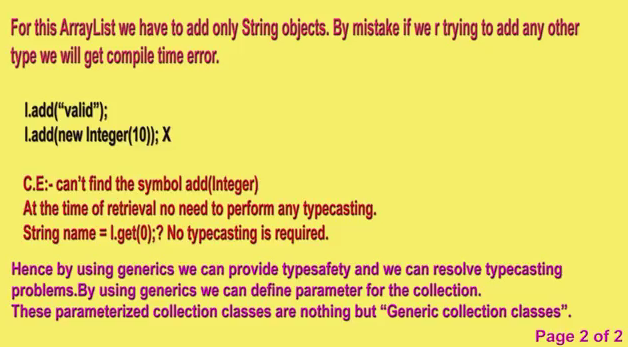 For this ArrayList we have to add only String objects. By mistake if we r trying to add any other
type we will get compile time error.
l.add(“valid”);
l.add(new Integer(10)); X
C.E:- can’t find the symbol add(Integer)
At the time of retrieval no need to perform any typecasting.
String name = l.get(0);? No typecasting is required.
Hence by using generics we can provide typesafety and we can resolve typecasting
problems.By using generics we can define parameter for the collection.
These parameterized collection classes are nothing but “Generic collection classes”.
Page 2 of 2